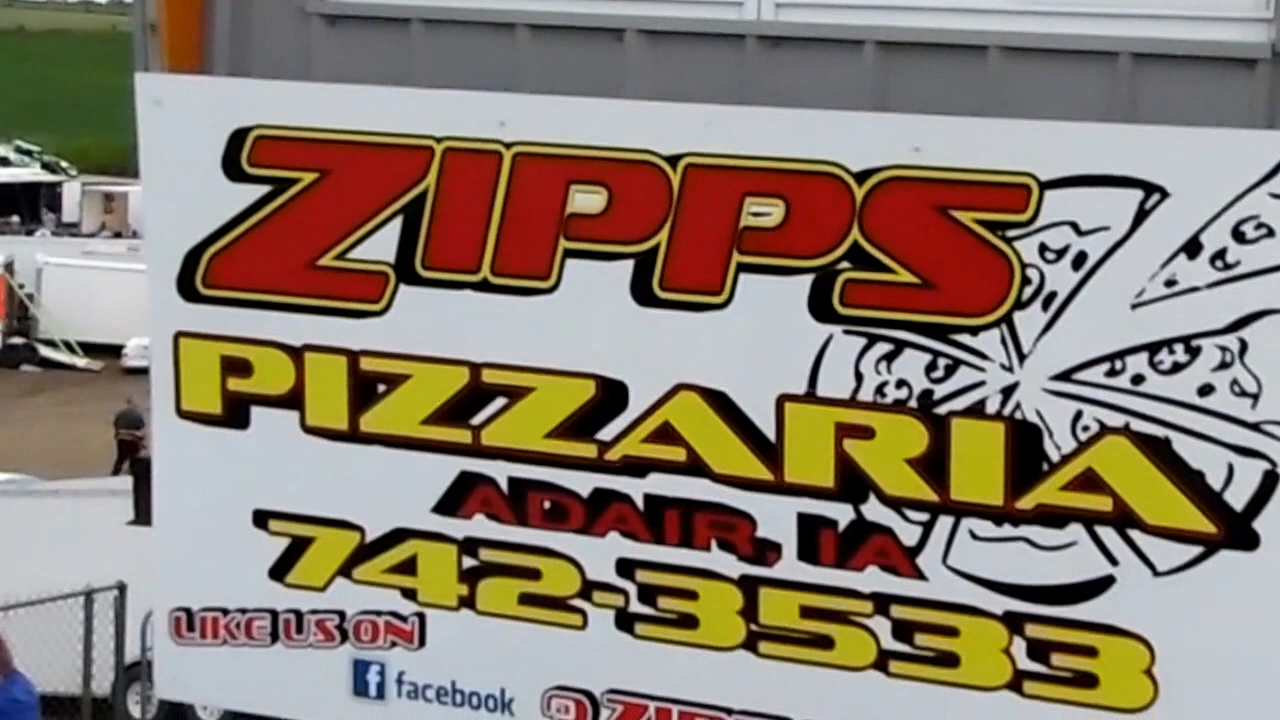 ZIPPS
PIZZARIA
ADAIR, IA
742-3533
LIKE US ON
facebook